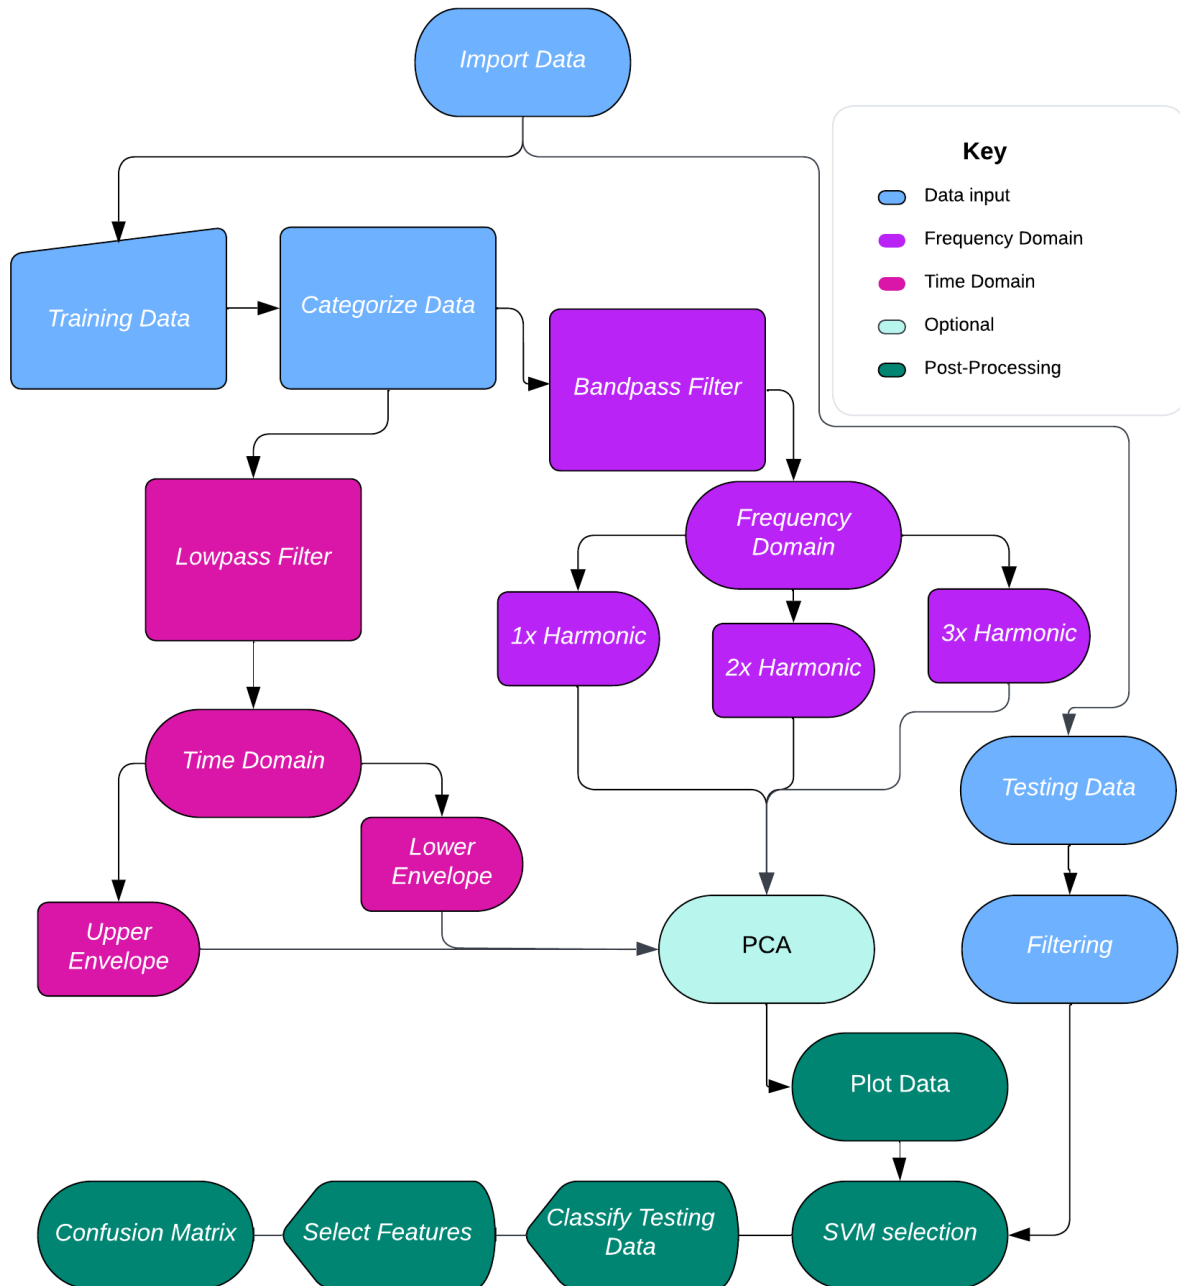 Import Data
Key
Data input
Frequency Domain
Time Domain
Optional
Post-Processing
Training Data
Categorize Data
Bandpass Filter
Lowpass Filter
Frequency
Domain
1x Harmonic
2x Harmonic
3x Harmonic
Time Domain
Testing Data
Lower
Envelope
Upper
Envelope
PCA
Filtering
Plot Data
Confusion Matrix
Select Features
Classify Testing
Data
SVM selection